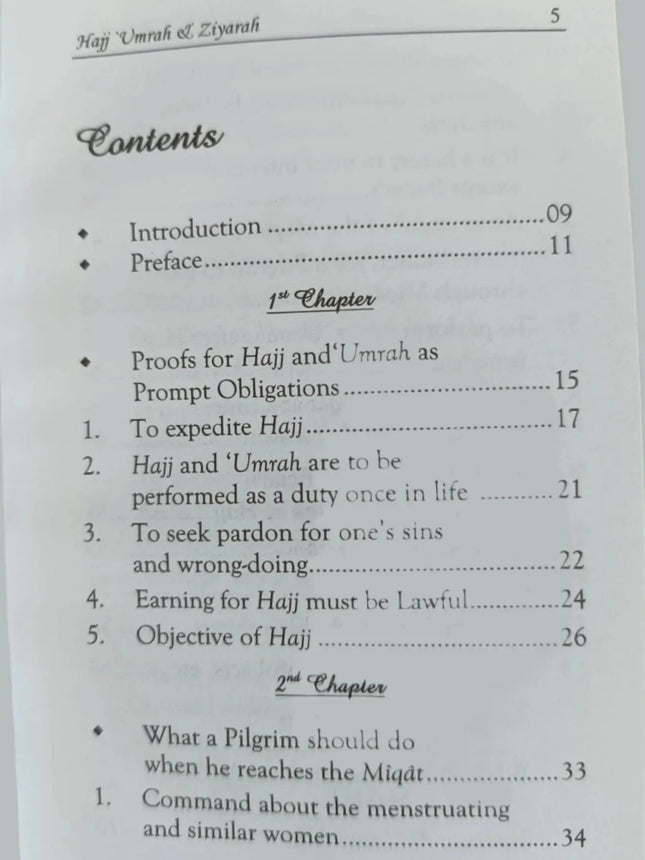 Hajj ‘Umrah & Ziyarah 5
Contents
◆ Introduction ..........................................09
◆ Preface....................................................11
1st Chapter
◆ Proofs for Hajj and‘Umrah as
Prompt Obligations ...............................15
1. To expedite Hajj.....................................17
2. Hajj and ‘Umrah are to be
performed as a duty once in life ...........21
3. To seek pardon for one's sins
and wrong-doing....................................22
4. Earning for Hajj must be Lawful.............24
5. Objective of Hajj ...................................26
2nd Chapter
◆ What a Pilgrim should do
when he reaches the Mîqât...................33
1. Command about the menstruating
and similar women................................34